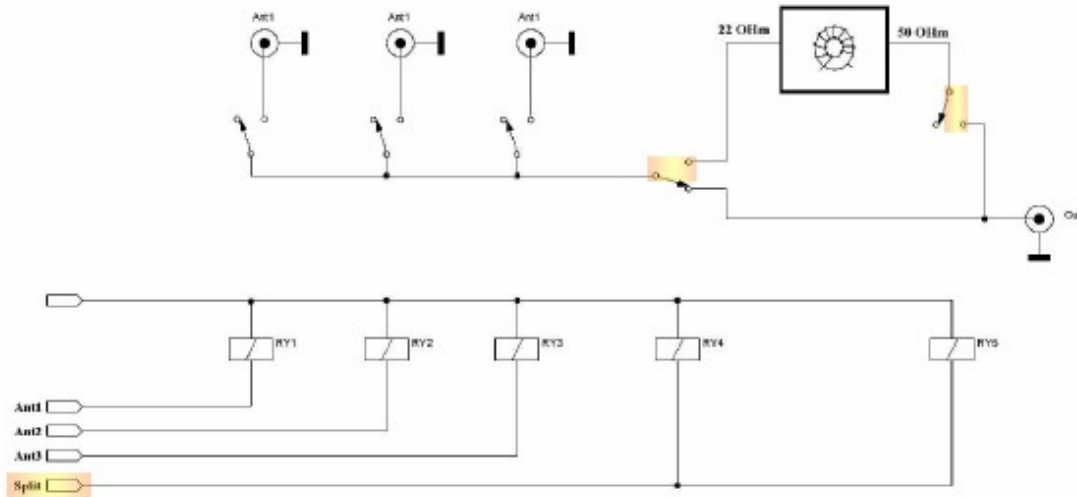 Ant1
Ant1
Ant1
22 OHm
50 OHm
RY1
RY2
RY3
RY4
RY5
Ant1
Ant2
Ant3
Split